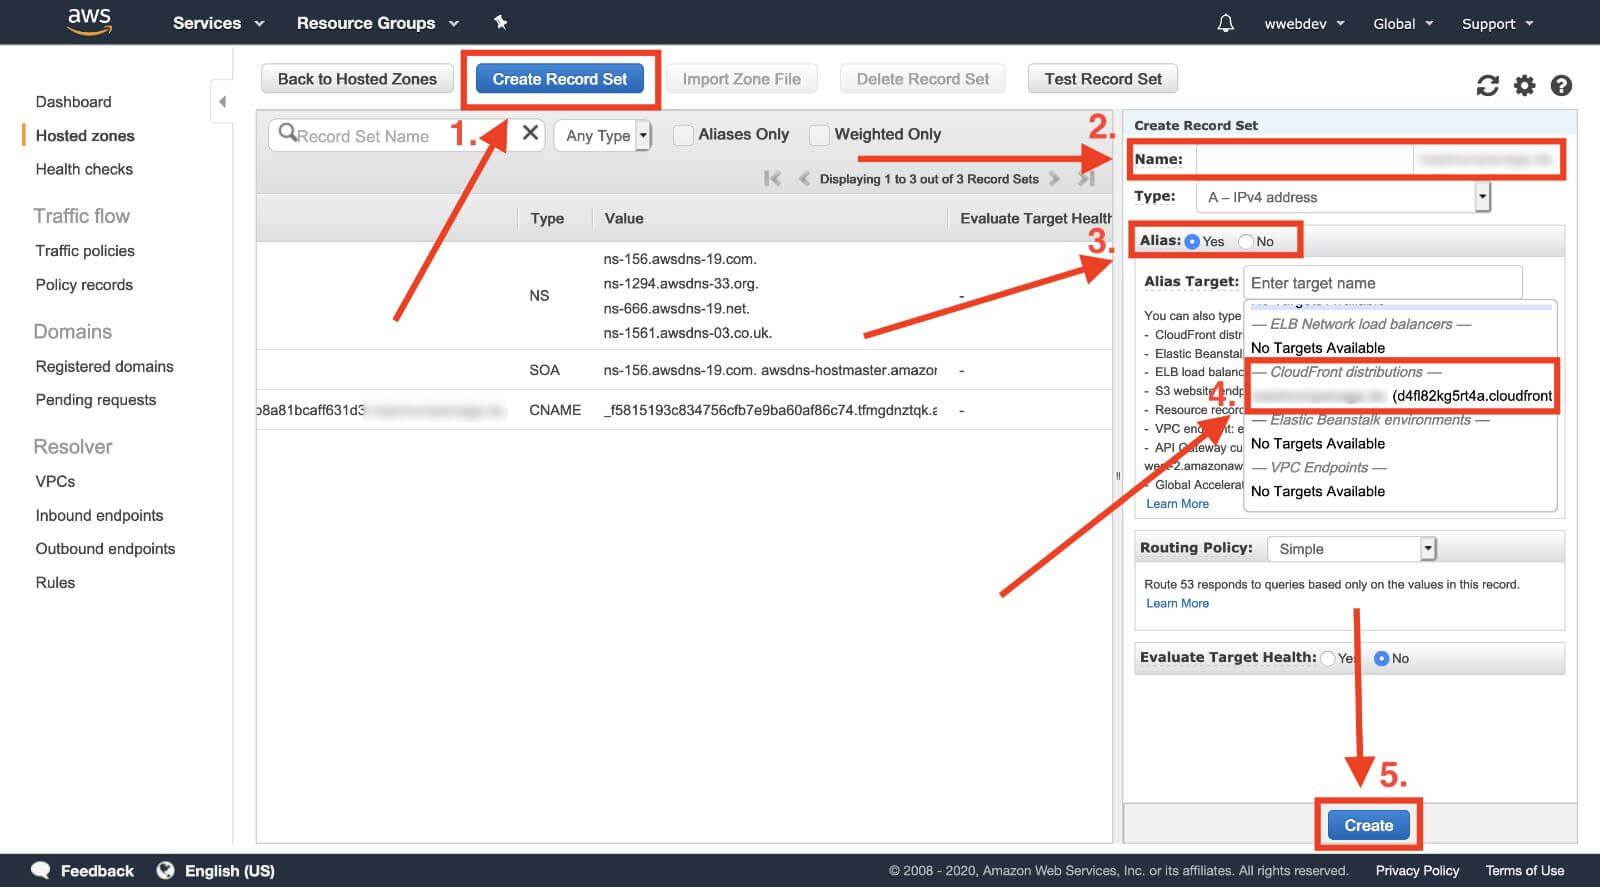 aws
Services
Resource Groups
wwebdev
Global
Support
Dashboard
Hosted zones
Health checks
Traffic flow
Traffic policies
Policy records
Domains
Registered domains
Pending requests
Resolver
VPCs
Inbound endpoints
Outbound endpoints
Rules
Back to Hosted Zones
Create Record Set
Import Zone File
Delete Record Set
Test Record Set
1.
Record Set Name
Any Type
Aliases Only
Weighted Only
Displaying 1 to 3 out of 3 Record Sets
Type
Value
Evaluate Target Health
NS
ns-156.awsdns-19.com.
ns-1294.awsdns-33.org.
ns-666.awsdns-19.net.
ns-1561.awsdns-03.co.uk.
-
SOA
ns-156.awsdns-19.com. awsdns-hostmaster.amazor
-
b8a81bcaff631d3
CNAME
_f5815193c834756cfb7e9ba60af86c74.tfmgdnztqk.a
-
Create Record Set
2.
Name:
Type:
A – IPv4 address
3.
Alias:
Yes
No
Alias Target:
Enter target name
You can also type
- CloudFront distr
- Elastic Beanstal
- ELB load balanc
- S3 website endp
- Resource record
- VPC endpoint: e
- API Gateway cu
west-2.amazonaw
- Global Accelerat
Learn More
No Targets Available
— ELB Network load balancers —
No Targets Available
4.
— CloudFront distributions —
(d4fl82kg5rt4a.cloudfront
— Elastic Beanstalk environments —
No Targets Available
— VPC Endpoints —
No Targets Available
Routing Policy:
Simple
Route 53 responds to queries based only on the values in this record.
Learn More
Evaluate Target Health:
Yes
No
5.
Create
Feedback
English (US)
© 2008 - 2020, Amazon Web Services, Inc. or its affiliates. All rights reserved.
Privacy Policy
Terms of Use